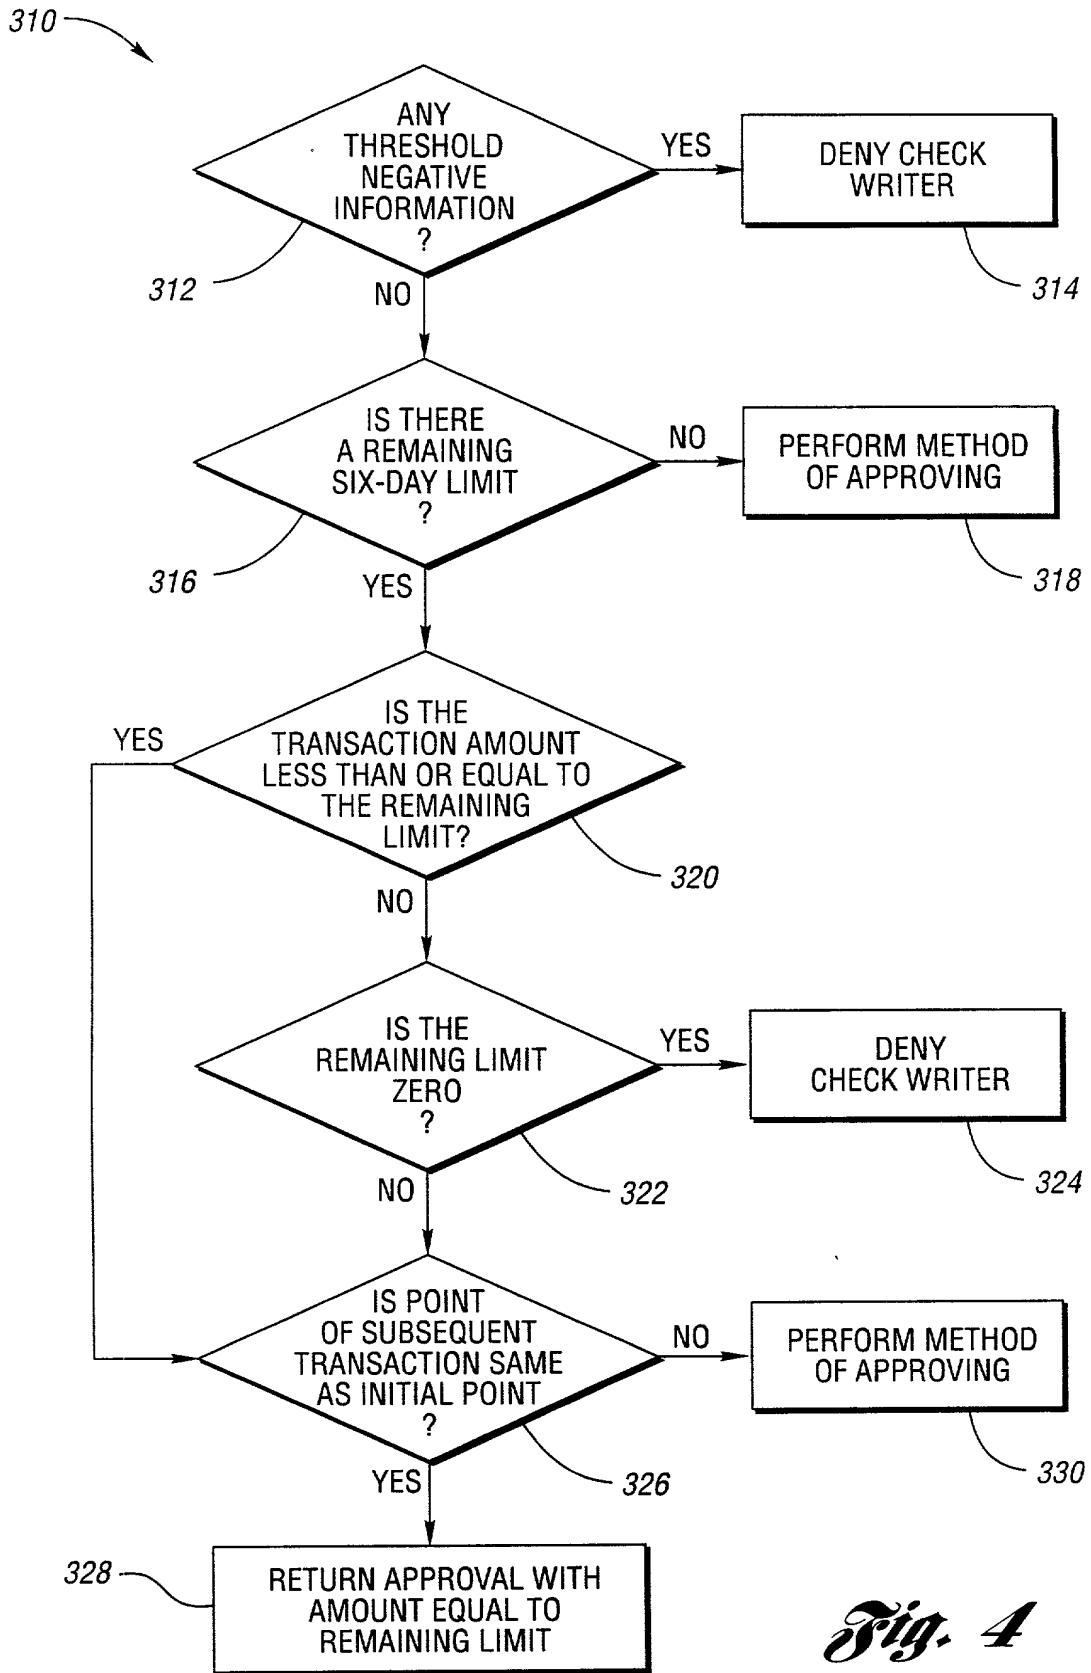 310
ANY
THRESHOLD
NEGATIVE
INFORMATION
?
YES
DENY CHECK
WRITER
312
314
NO
IS THERE
A REMAINING
SIX-DAY LIMIT
?
NO
PERFORM METHOD
OF APPROVING
316
318
YES
IS THE
TRANSACTION AMOUNT
LESS THAN OR EQUAL TO
THE REMAINING
LIMIT?
YES
320
NO
IS THE
REMAINING LIMIT
ZERO
?
YES
DENY
CHECK WRITER
322
324
NO
IS POINT
OF SUBSEQUENT
TRANSACTION SAME
AS INITIAL POINT
?
NO
PERFORM METHOD
OF APPROVING
326
330
YES
328
RETURN APPROVAL WITH
AMOUNT EQUAL TO
REMAINING LIMIT
Fig. 4